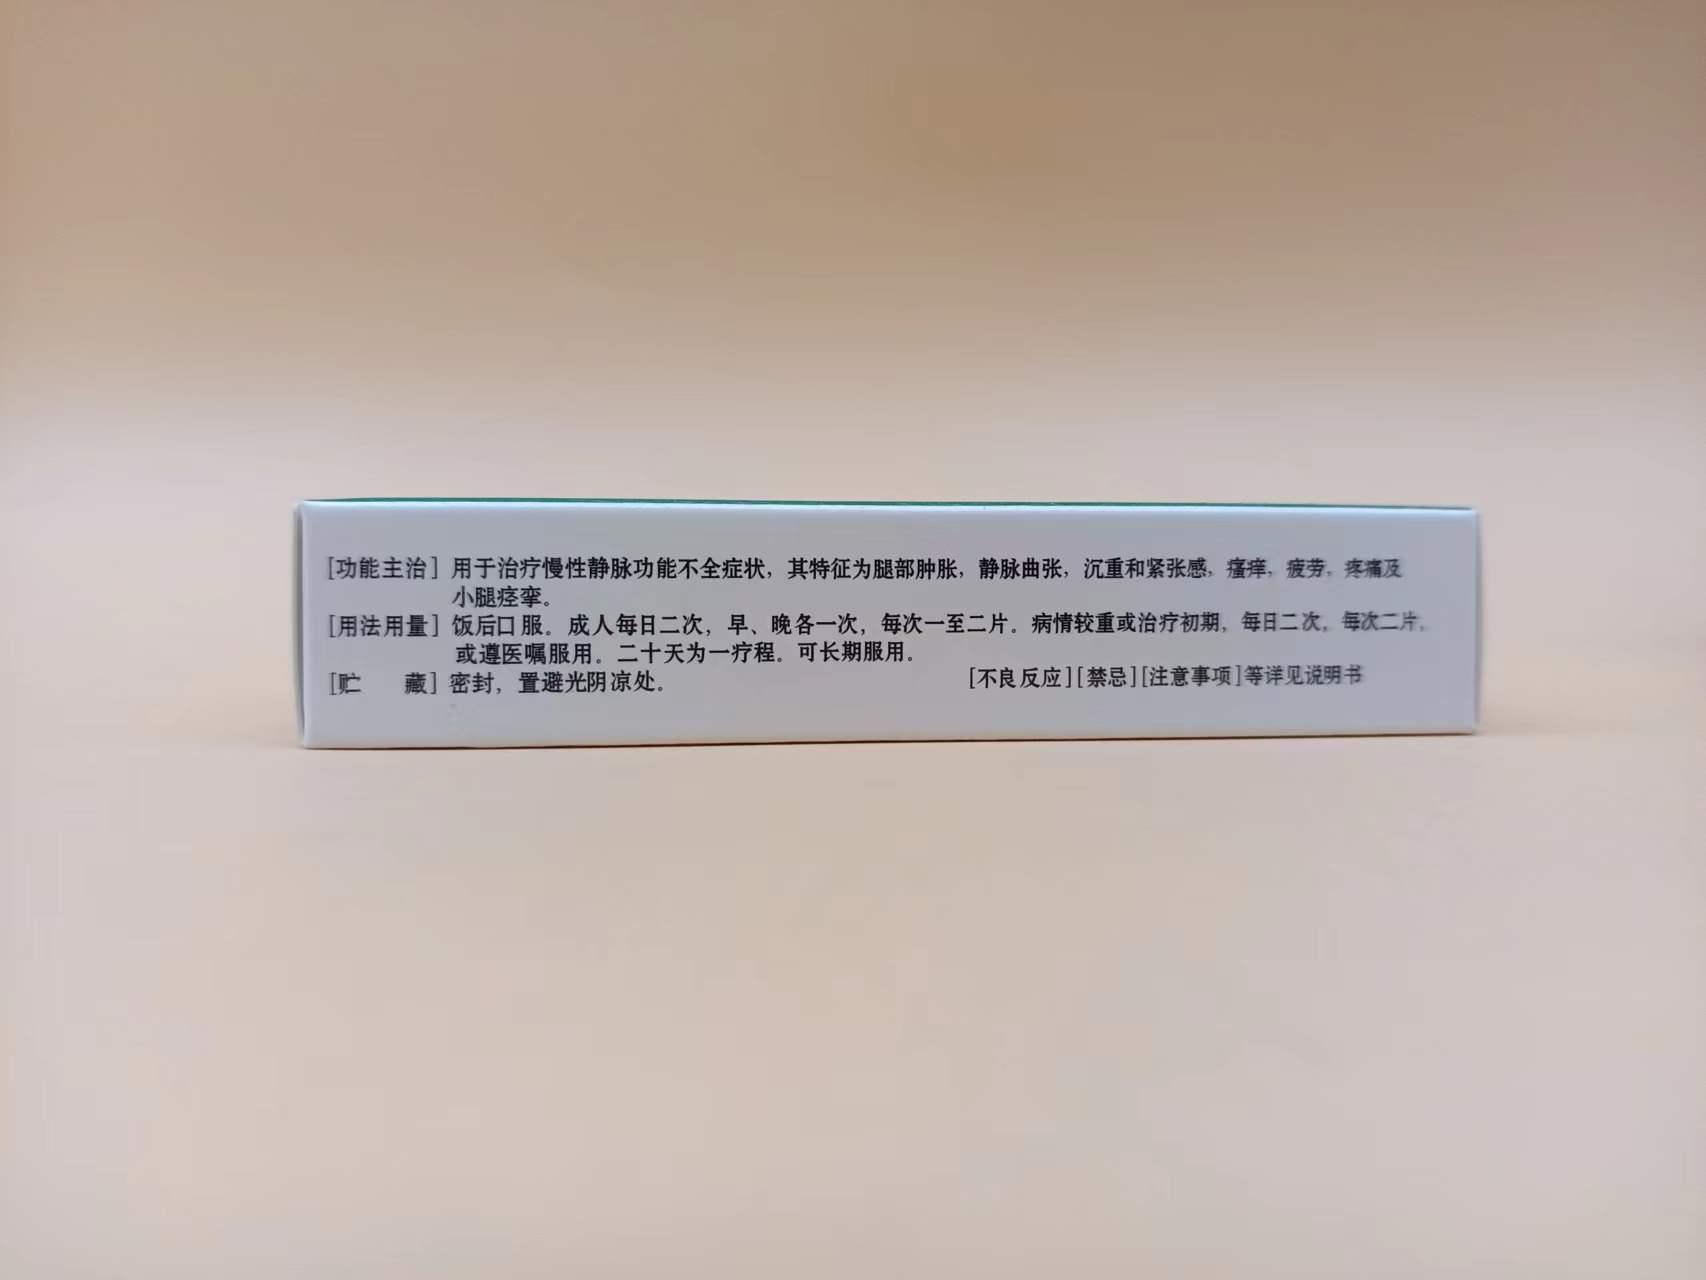 [功能主治] 用于治疗慢性静脉功能不全症状，其特征为腿部肿胀，静脉曲张，沉重和紧张感，瘙痒，疲劳，疼痛及
小腿痉挛。
[用法用量] 饭后口服。成人每日二次，早、晚各一次，每次一至二片。病情较重或治疗初期，每日二次，每次二片，
或遵医嘱服用。二十天为一疗程。可长期服用。
[贮 藏] 密封，置避光阴凉处。 [不良反应][禁忌][注意事项]等详见说明书